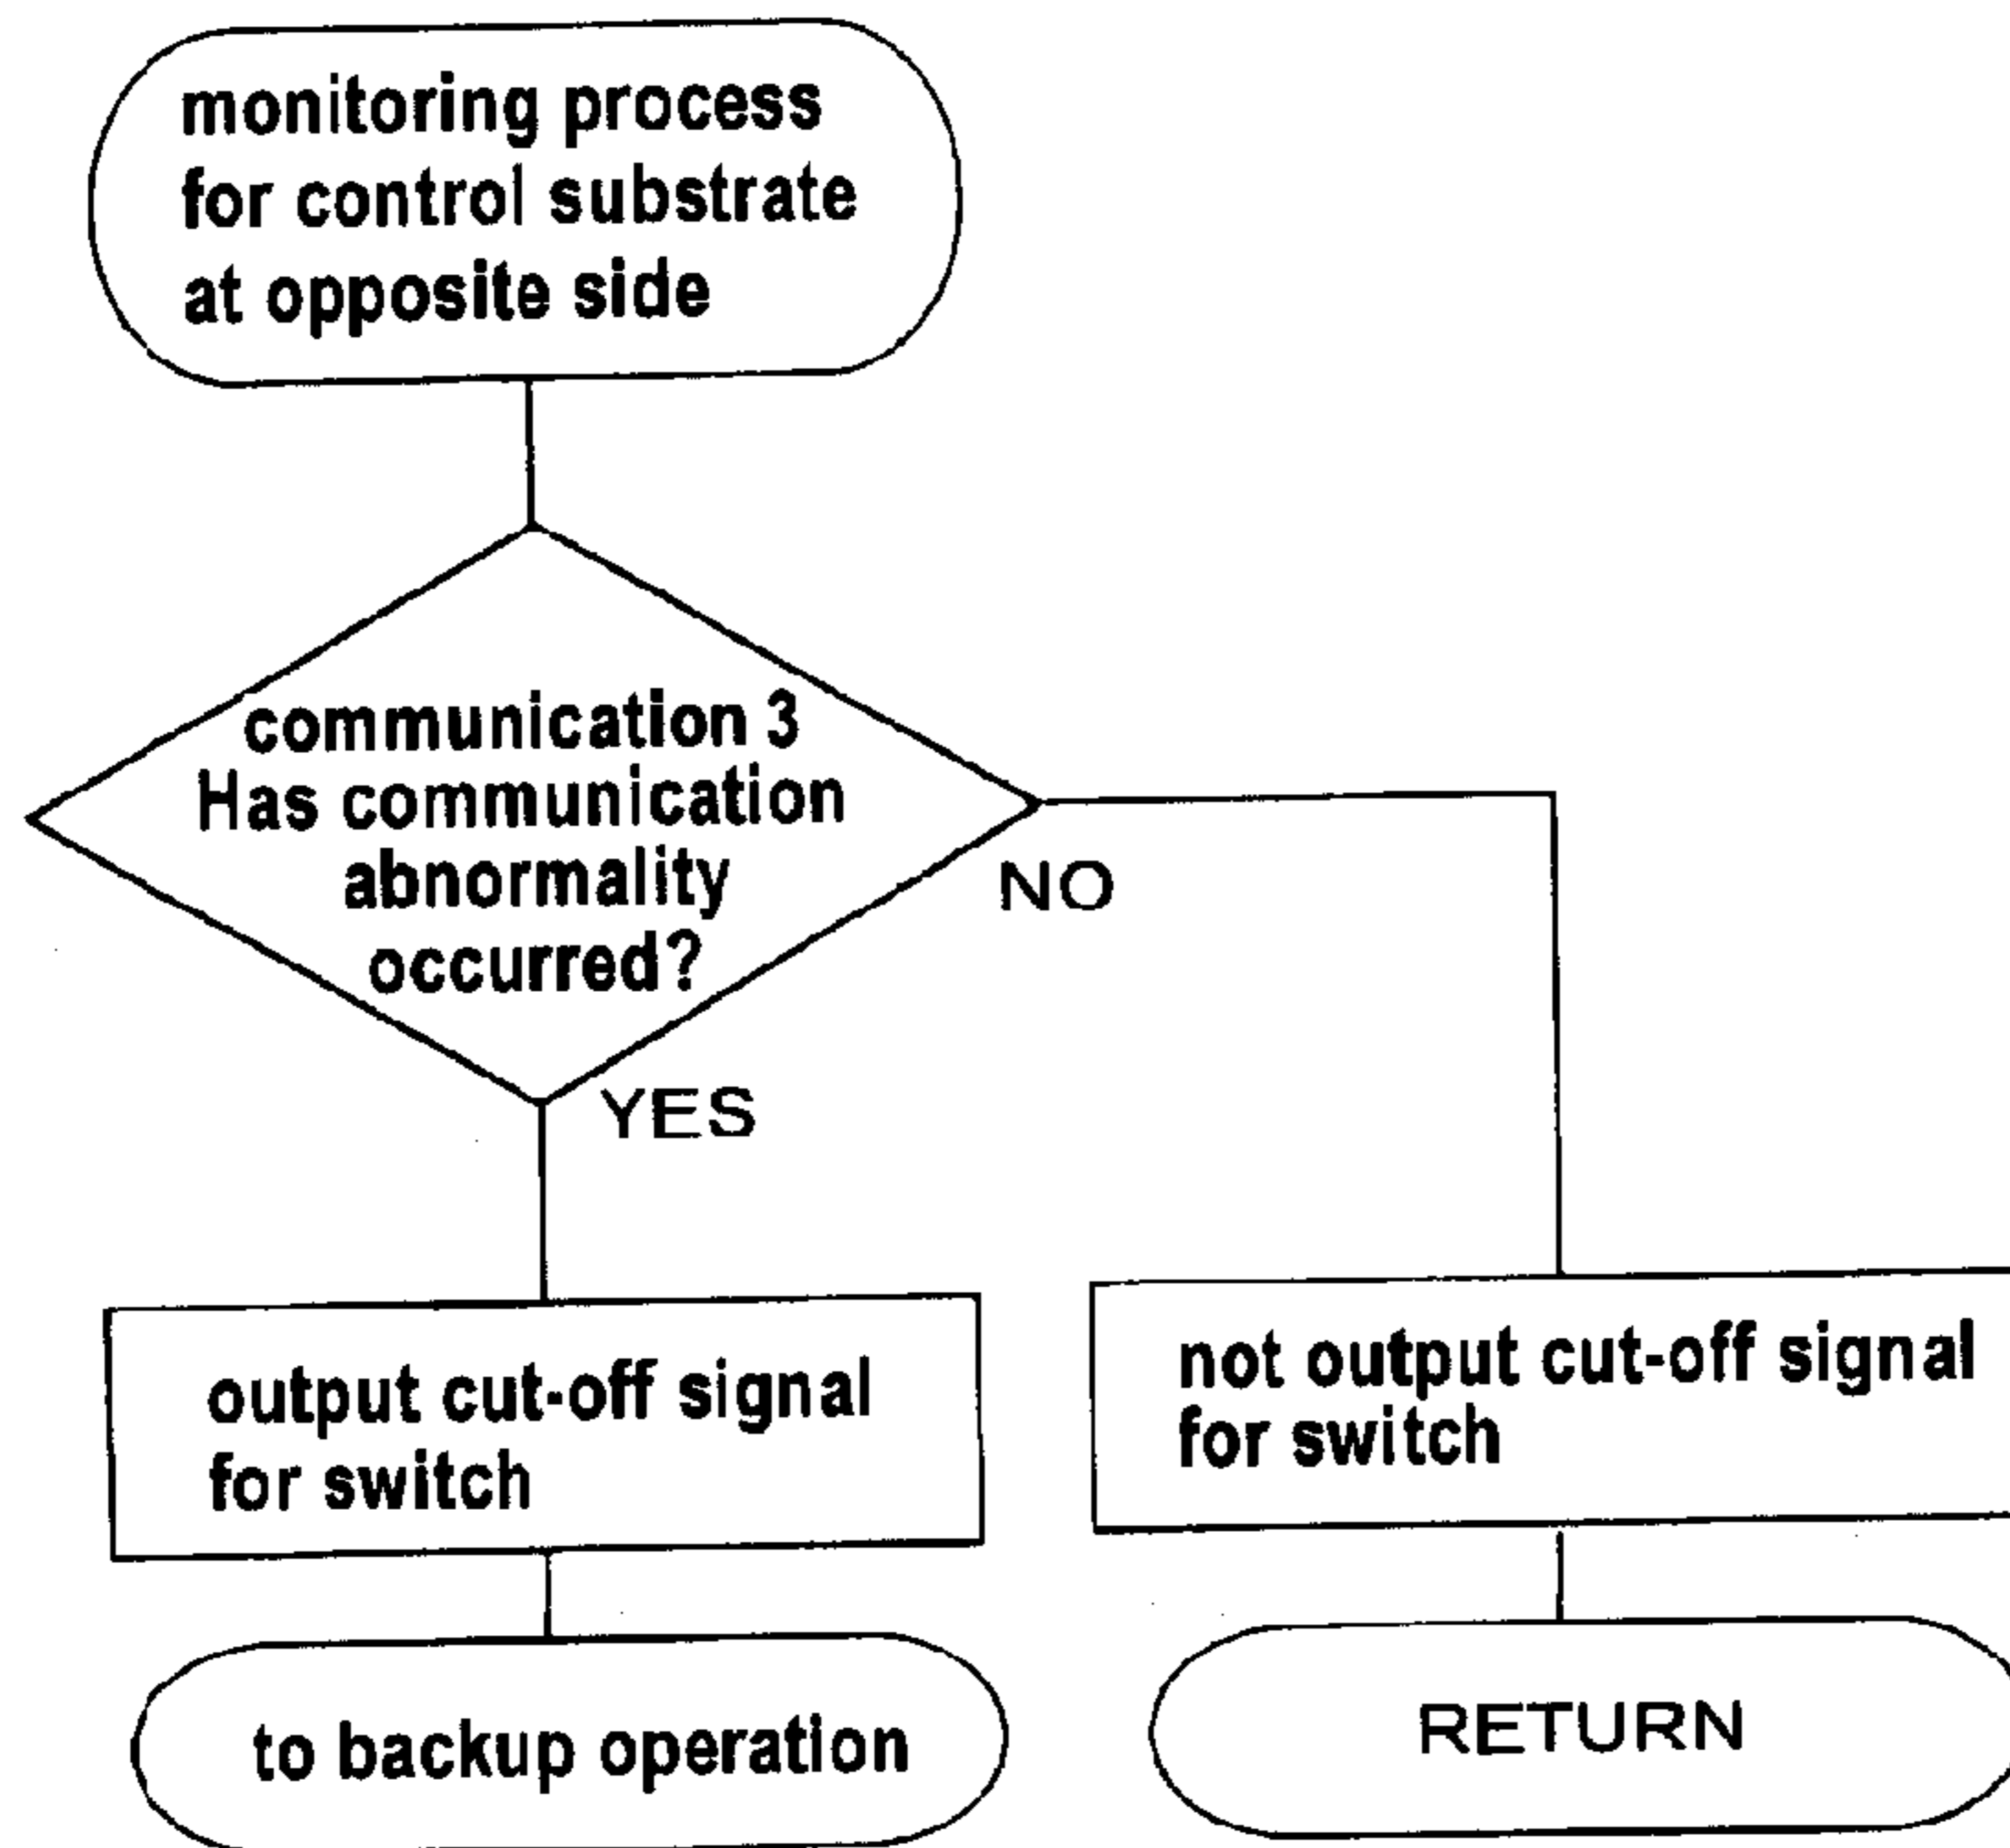 monitoring process
for control substrate
at opposite side
communication 3
Has communication
abnormality
occurred?
NO
YES
output cut-off signal
for switch
not output cut-off signal
for switch
to backup operation
RETURN